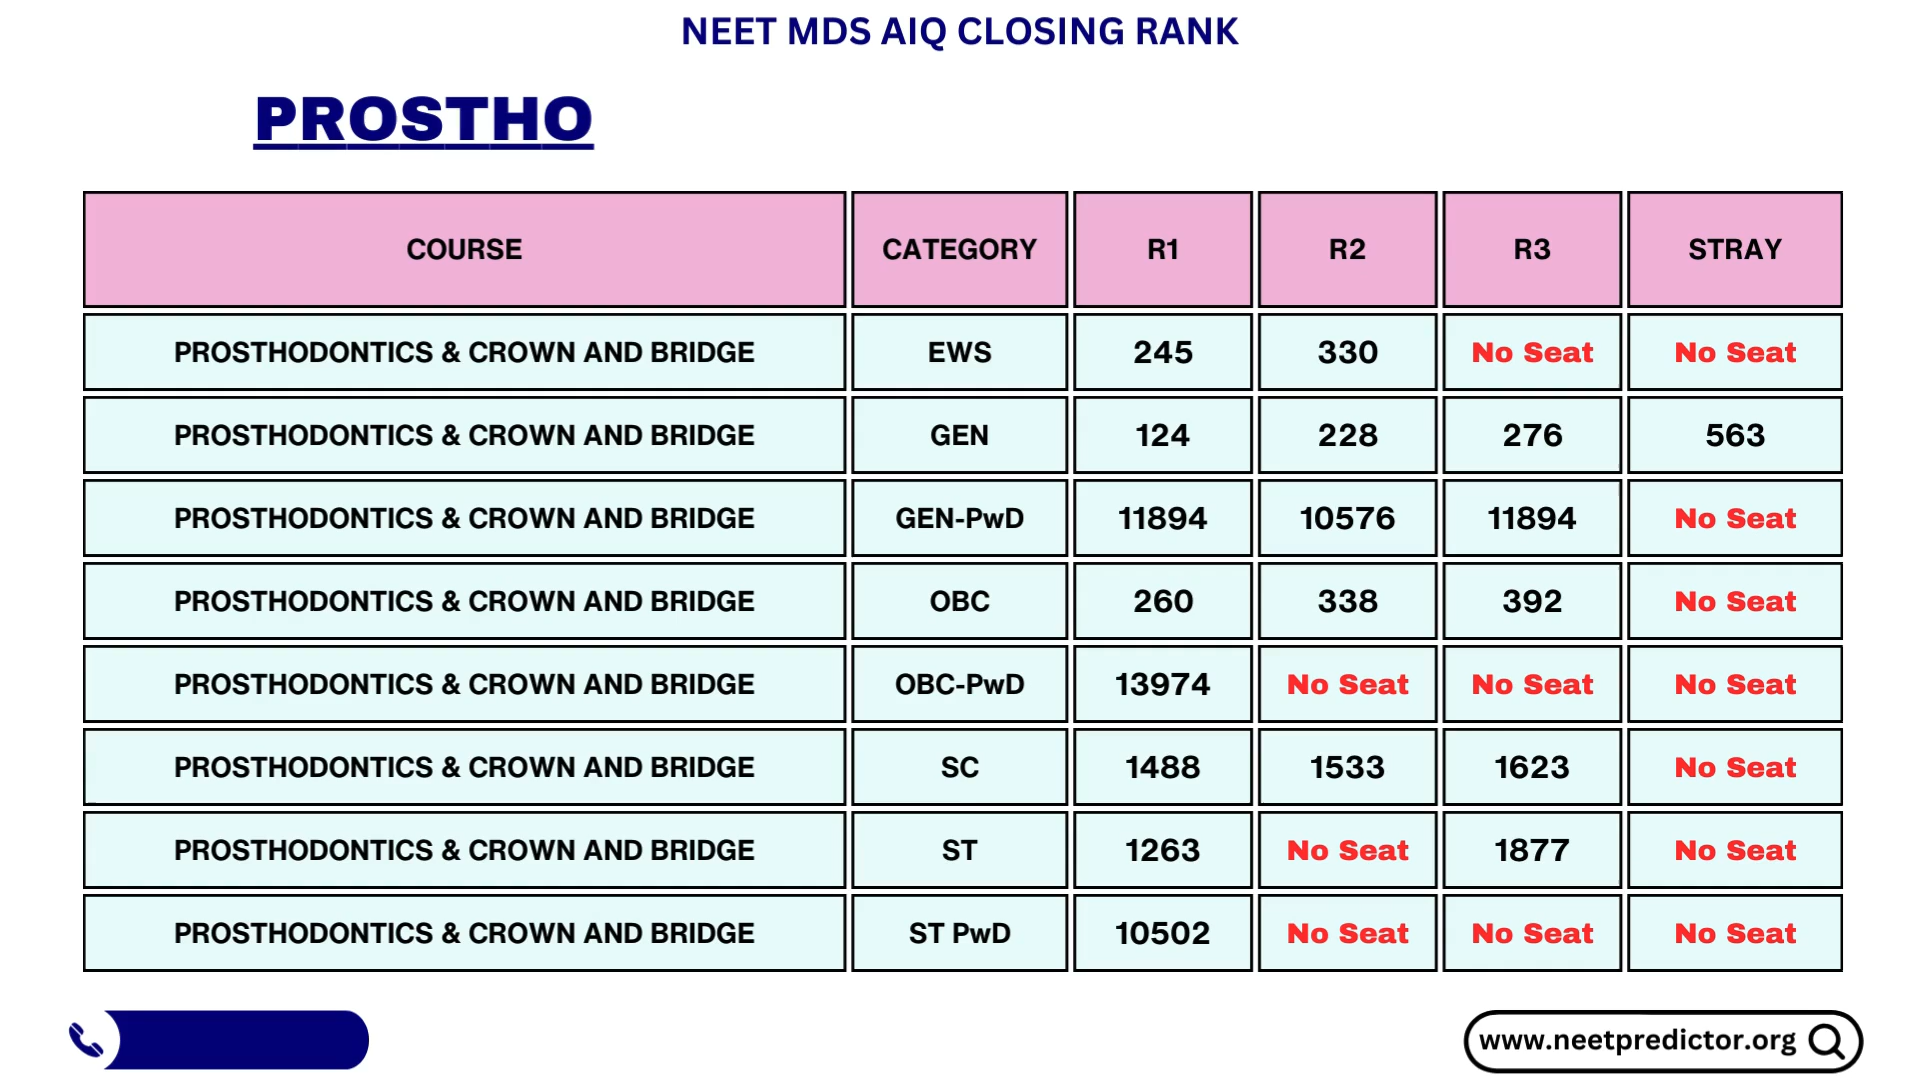 NEET MDS AIQ CLOSING RANK
PROSTHO
COURSE CATEGORY R1 R2 R3 STRAY
PROSTHODONTICS & CROWN AND BRIDGE EWS 245 330 No Seat No Seat
PROSTHODONTICS & CROWN AND BRIDGE GEN 124 228 276 563
PROSTHODONTICS & CROWN AND BRIDGE GEN-PwD 11894 10576 11894 No Seat
PROSTHODONTICS & CROWN AND BRIDGE OBC 260 338 392 No Seat
PROSTHODONTICS & CROWN AND BRIDGE OBC-PwD 13974 No Seat No Seat No Seat
PROSTHODONTICS & CROWN AND BRIDGE SC 1488 1533 1623 No Seat
PROSTHODONTICS & CROWN AND BRIDGE ST 1263 No Seat 1877 No Seat
PROSTHODONTICS & CROWN AND BRIDGE ST PwD 10502 No Seat No Seat No Seat
www.neetpredictor.org